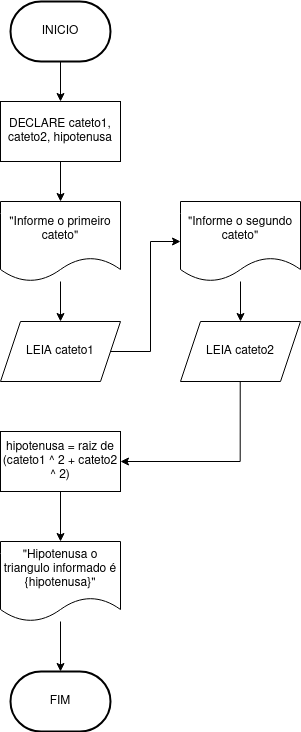 INICIO
DECLARE cateto1,
cateto2, hipotenusa
"Informe o primeiro
cateto"
LEIA cateto1
"Informe o segundo
cateto"
LEIA cateto2
hipotenusa = raiz de
(cateto1 ^ 2 + cateto2
^ 2)
"Hipotenusa o
triangulo informado é
{hipotenusa}"
FIM